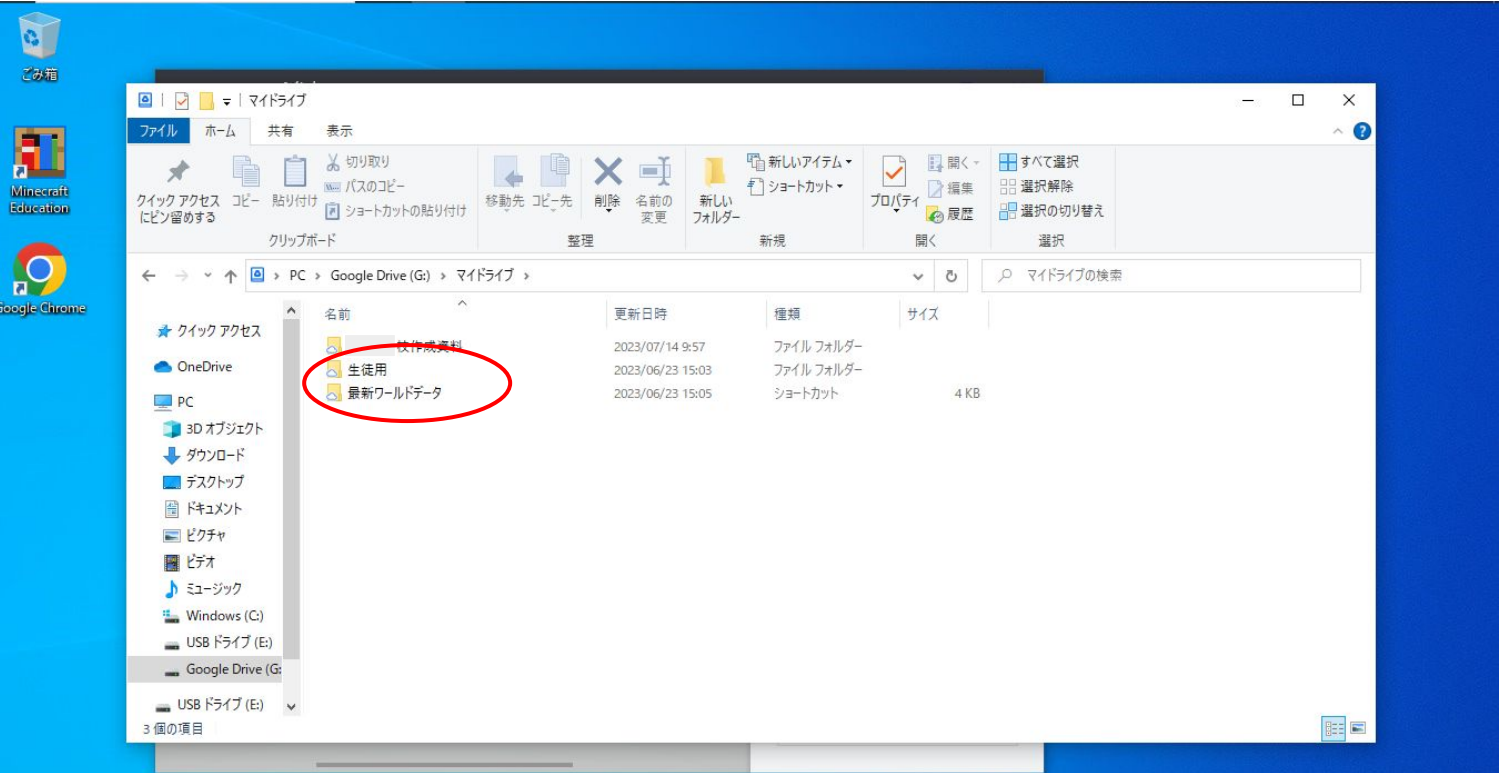 ごみ箱
Minecraft
Education
Google Chrome
マイドライブ
ファイル ホーム 共有 表示
クイック アクセス
にピン留めする
コピー
貼り付け
切り取り
パスのコピー
ショートカットの貼り付け
クリップボード
移動先
コピー先
削除
名前の
変更
整理
新しい
フォルダー
新しいアイテム
ショートカット
新規
プロパティ
開く
編集
履歴
開く
すべて選択
選択解除
選択の切り替え
選択
PC › Google Drive (G:) › マイドライブ ›
マイドライブの検索
名前 更新日時 種類 サイズ
校作成資料 2023/07/14 9:57 ファイル フォルダー
生徒用 2023/06/23 15:03 ファイル フォルダー
最新ワールドデータ 2023/06/23 15:05 ショートカット 4 KB
クイック アクセス
OneDrive
PC
3D オブジェクト
ダウンロード
デスクトップ
ドキュメント
ピクチャ
ビデオ
ミュージック
Windows (C:)
USB ドライブ (E:)
Google Drive (G:
USB ドライブ (E:)
3 個の項目